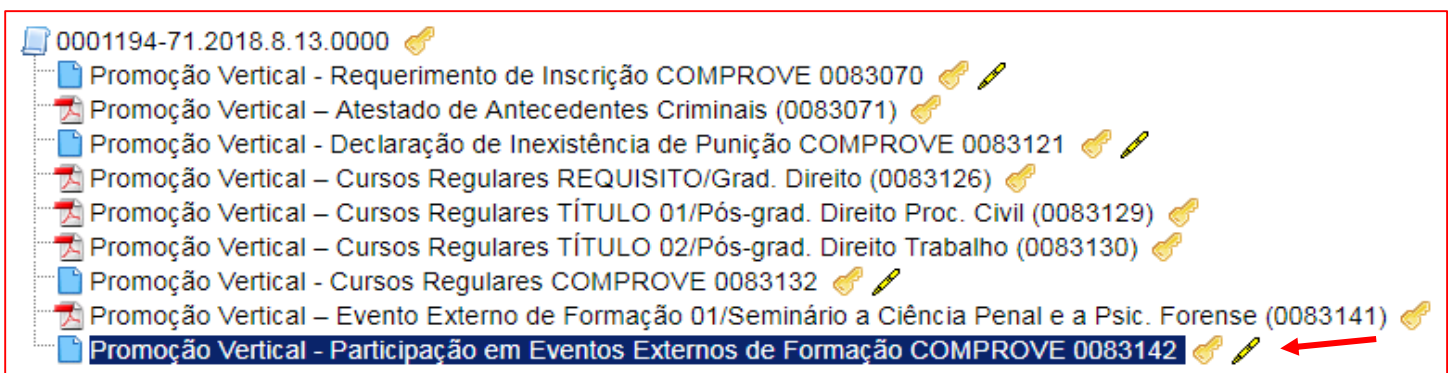 0001194-71.2018.8.13.0000
Promoção Vertical - Requerimento de Inscrição COMPROVE 0083070
Promoção Vertical – Atestado de Antecedentes Criminais (0083071)
Promoção Vertical - Declaração de Inexistência de Punição COMPROVE 0083121
Promoção Vertical – Cursos Regulares REQUISITO/Grad. Direito (0083126)
Promoção Vertical – Cursos Regulares TÍTULO 01/Pós-grad. Direito Proc. Civil (0083129)
Promoção Vertical – Cursos Regulares TÍTULO 02/Pós-grad. Direito Trabalho (0083130)
Promoção Vertical - Cursos Regulares COMPROVE 0083132
Promoção Vertical – Evento Externo de Formação 01/Seminário a Ciência Penal e a Psic. Forense (0083141)
Promoção Vertical - Participação em Eventos Externos de Formação COMPROVE 0083142